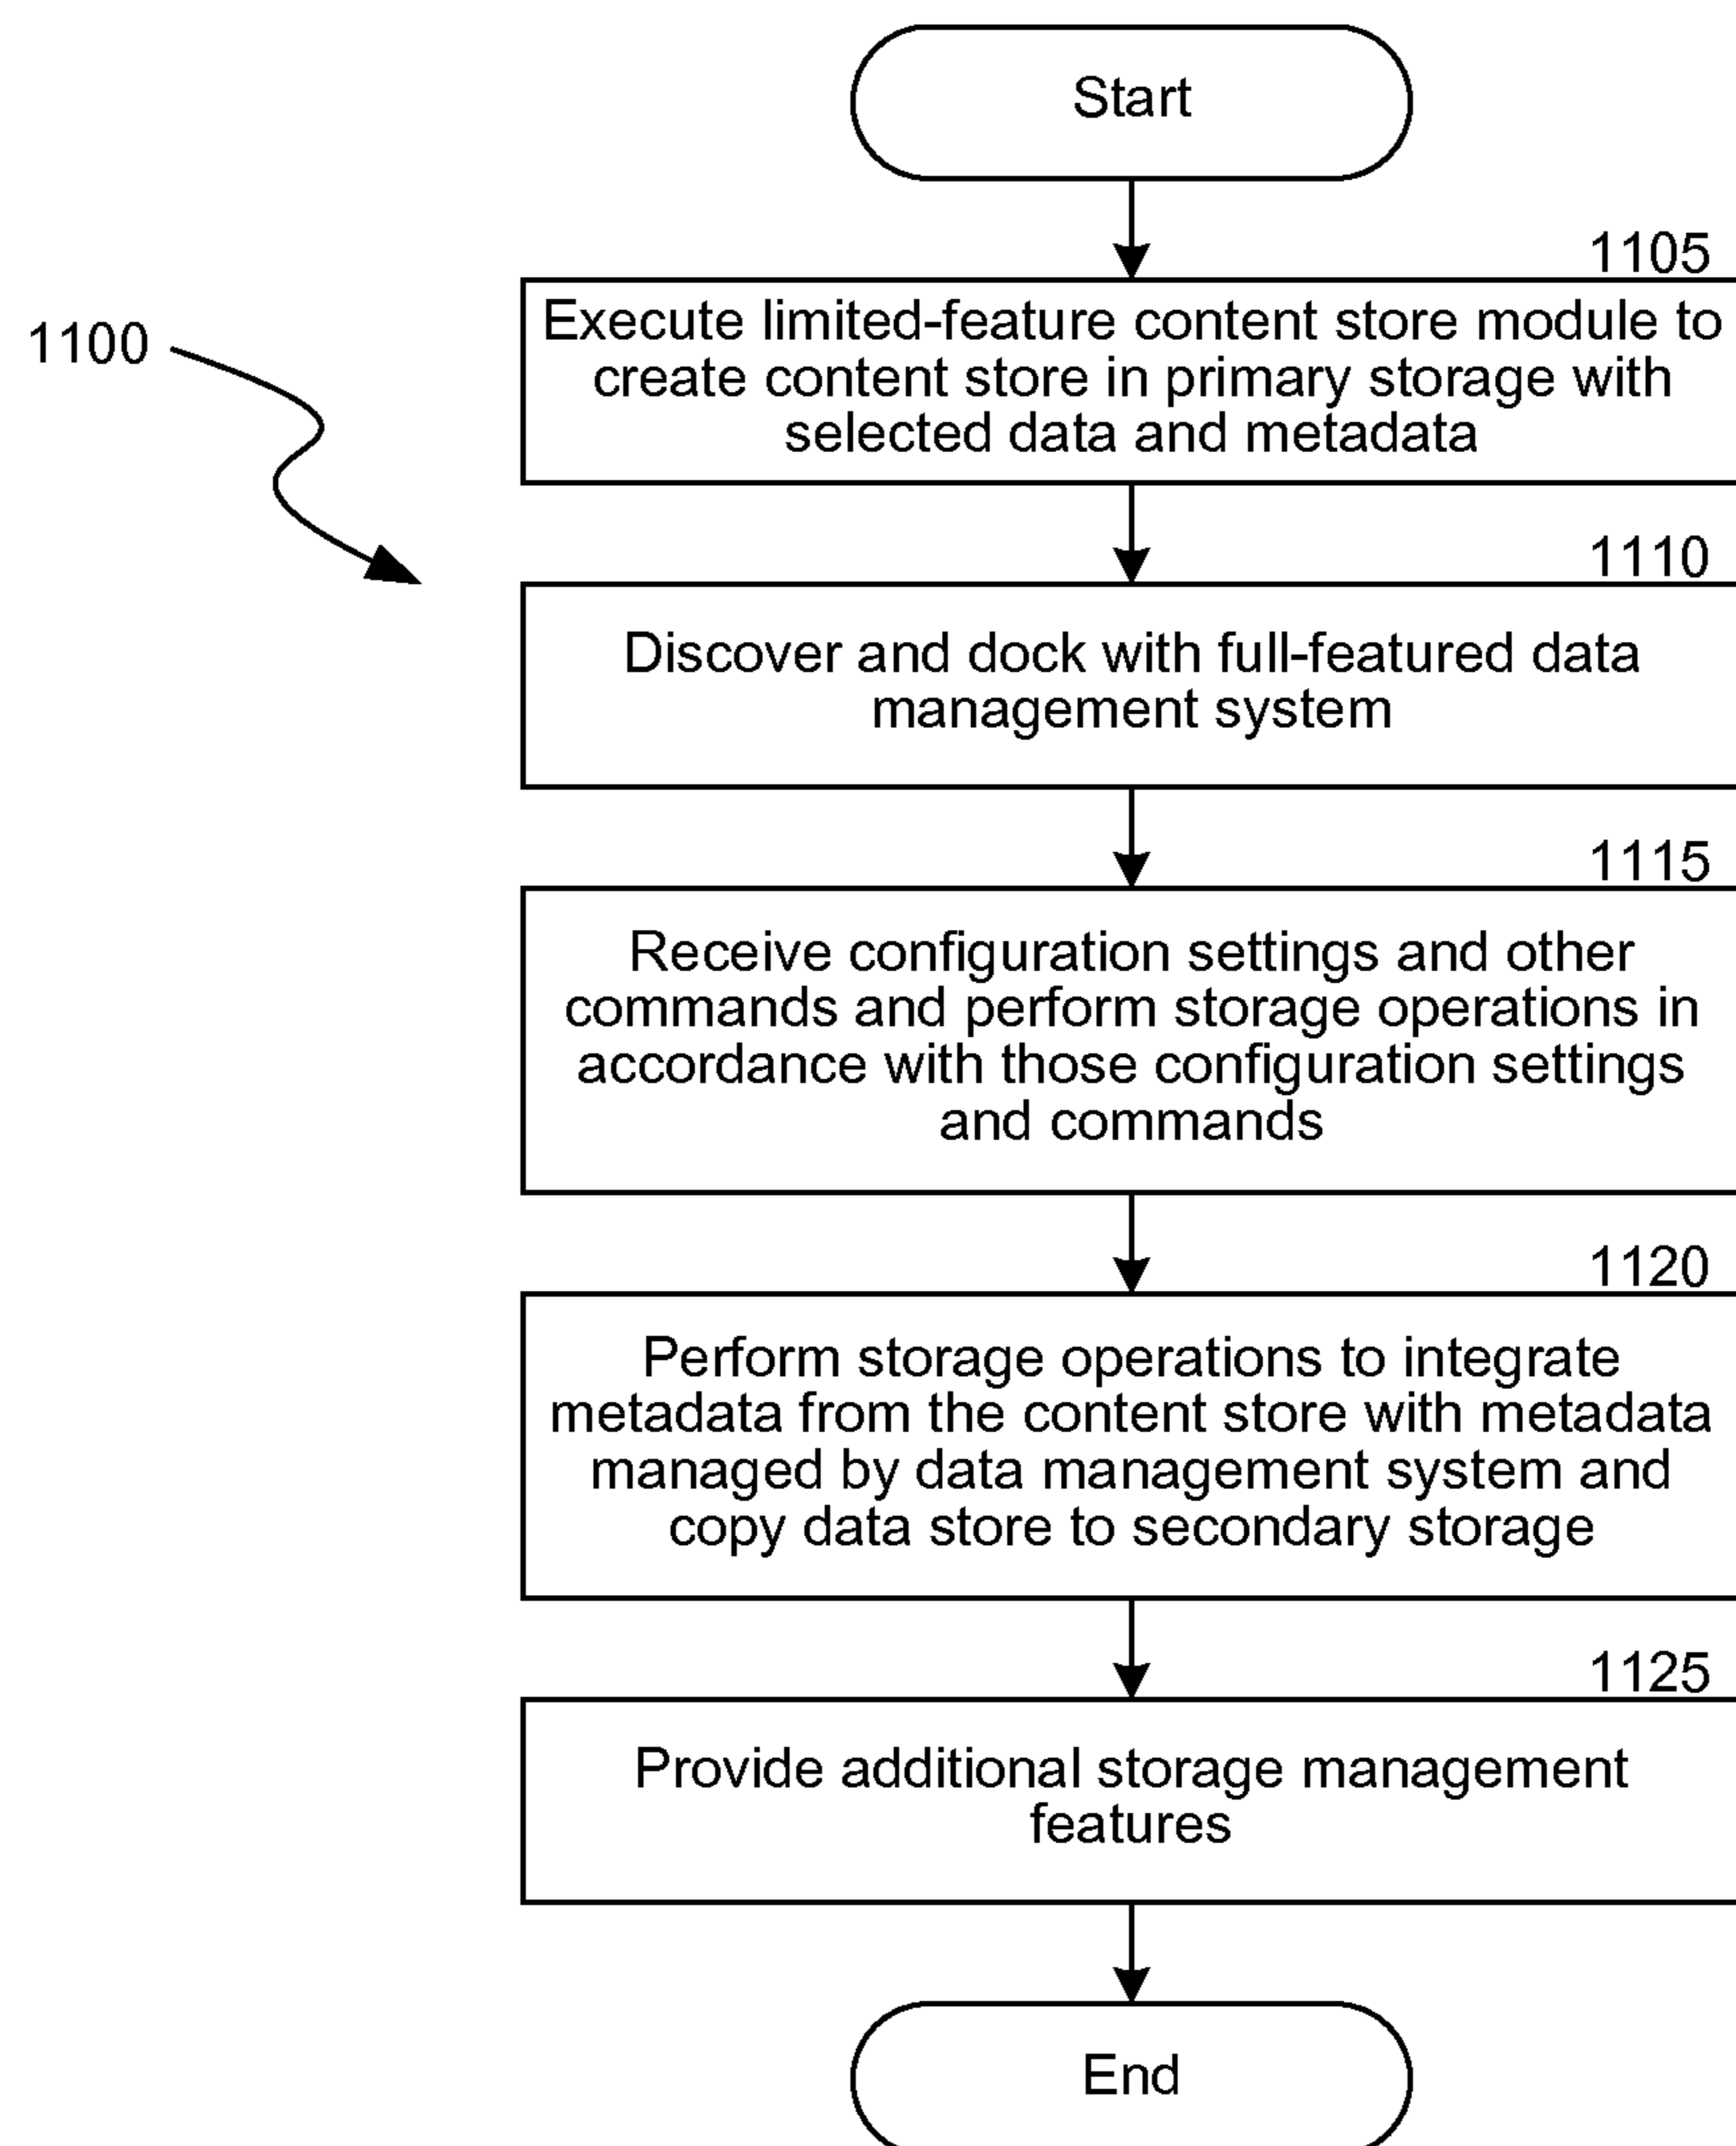 Start
1105
Execute limited-feature content store module to
create content store in primary storage with
selected data and metadata
1100
1110
Discover and dock with full-featured data
management system
1115
Receive configuration settings and other
commands and perform storage operations in
accordance with those configuration settings
and commands
1120
Perform storage operations to integrate
metadata from the content store with metadata
managed by data management system and
copy data store to secondary storage
1125
Provide additional storage management
features
End